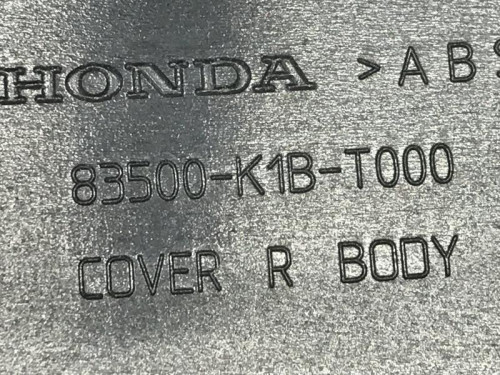 HONDA >ABS
83500-K1B-T000
COVER R BODY